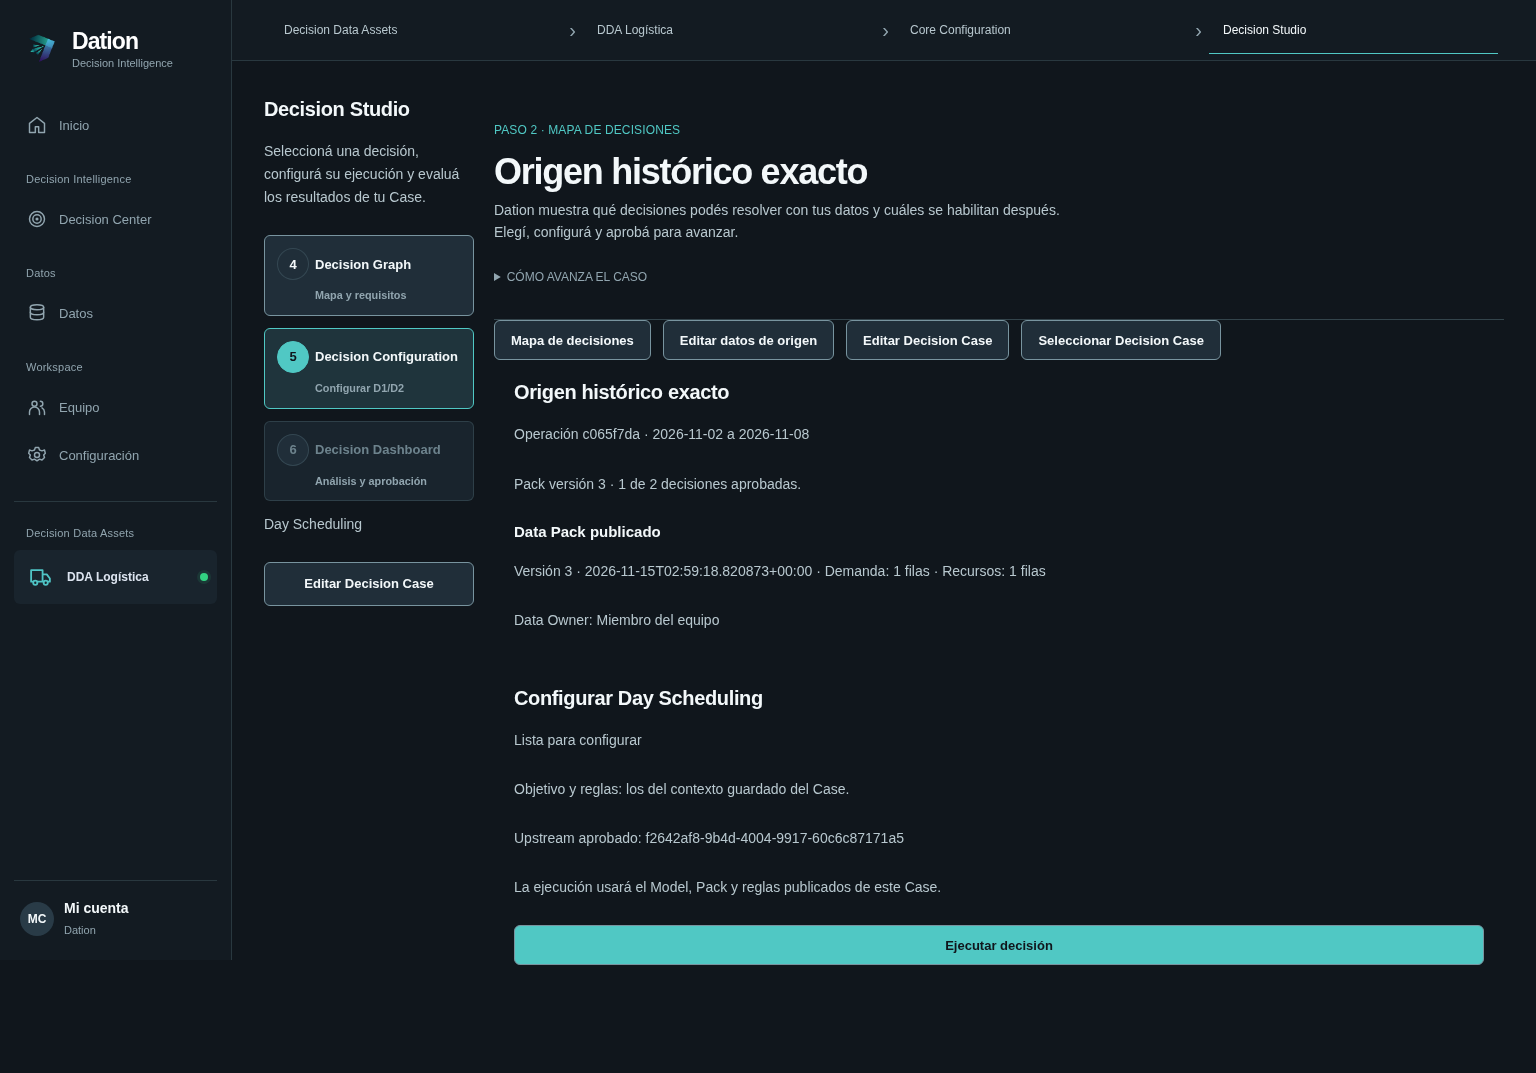 Dation
Decision Intelligence
Inicio
Decision Intelligence
Decision Center
Datos
Datos
Workspace
Equipo
Configuración
Decision Data Assets
DDA Logística
MC
Mi cuenta
Dation
Decision Data Assets
›
DDA Logística
›
Core Configuration
›
Decision Studio
Decision Studio
Seleccioná una decisión,
configurá su ejecución y evaluá
los resultados de tu Case.
4
Decision Graph
Mapa y requisitos
5
Decision Configuration
Configurar D1/D2
6
Decision Dashboard
Análisis y aprobación
Day Scheduling
Editar Decision Case
PASO 2 · MAPA DE DECISIONES
Origen histórico exacto
Dation muestra qué decisiones podés resolver con tus datos y cuáles se habilitan después.
Elegí, configurá y aprobá para avanzar.
CÓMO AVANZA EL CASO
Mapa de decisiones
Editar datos de origen
Editar Decision Case
Seleccionar Decision Case
Origen histórico exacto
Operación c065f7da · 2026-11-02 a 2026-11-08
Pack versión 3 · 1 de 2 decisiones aprobadas.
Data Pack publicado
Versión 3 · 2026-11-15T02:59:18.820873+00:00 · Demanda: 1 filas · Recursos: 1 filas
Data Owner: Miembro del equipo
Configurar Day Scheduling
Lista para configurar
Objetivo y reglas: los del contexto guardado del Case.
Upstream aprobado: f2642af8-9b4d-4004-9917-60c6c87171a5
La ejecución usará el Model, Pack y reglas publicados de este Case.
Ejecutar decisión